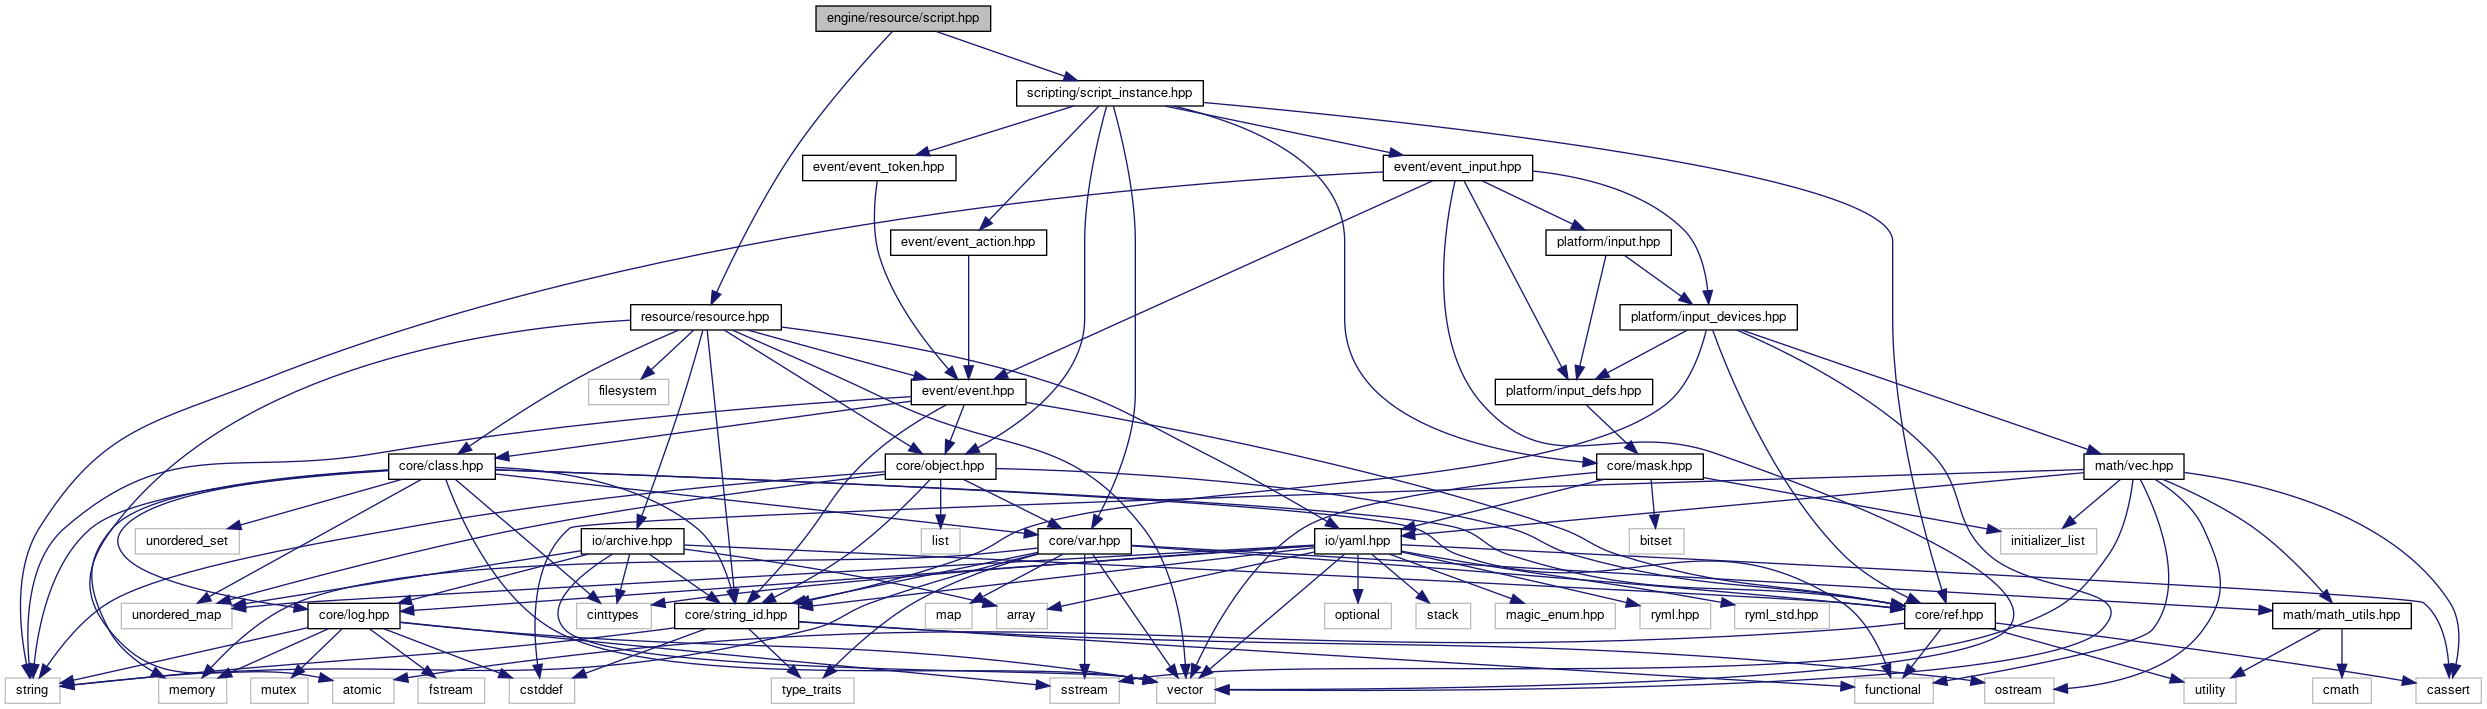 engine/resource/script.hpp
scripting/script_instance.hpp
event/event_token.hpp
event/event_input.hpp
event/event_action.hpp
platform/input.hpp
resource/resource.hpp
platform/input_devices.hpp
filesystem
event/event.hpp
platform/input_defs.hpp
core/class.hpp
core/object.hpp
core/mask.hpp
math/vec.hpp
unordered_set
io/archive.hpp
list
core/var.hpp
io/yaml.hpp
bitset
initializer_list
unordered_map
core/log.hpp
cinttypes
core/string_id.hpp
map
array
optional
stack
magic_enum.hpp
ryml.hpp
ryml_std.hpp
core/ref.hpp
math/math_utils.hpp
string
memory
mutex
atomic
fstream
cstddef
type_traits
sstream
vector
functional
ostream
utility
cmath
cassert